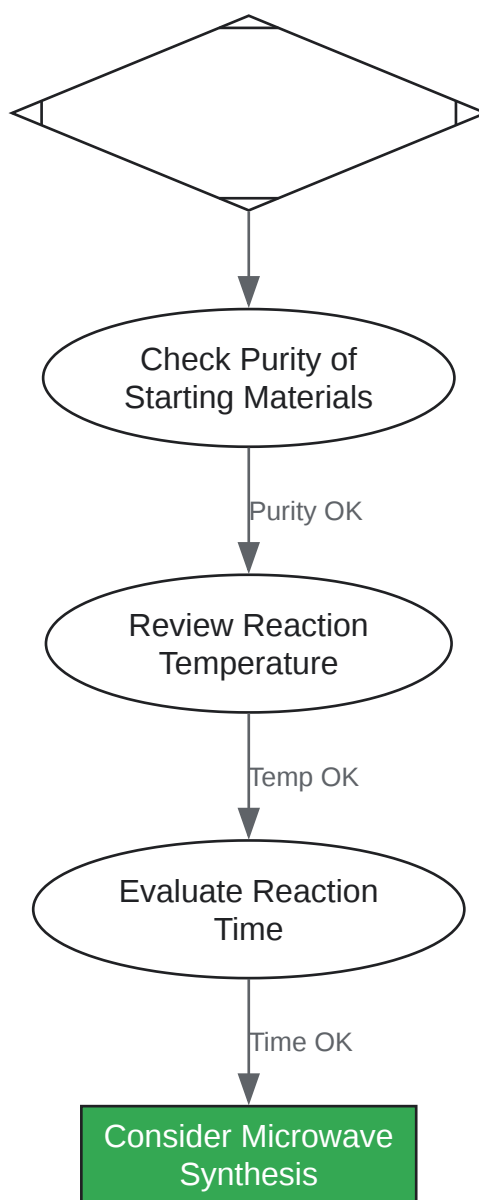 Check Purity of
Starting Materials
Purity OK
Review Reaction
Temperature
Temp OK
Evaluate Reaction
Time
Time OK
Consider Microwave
Synthesis